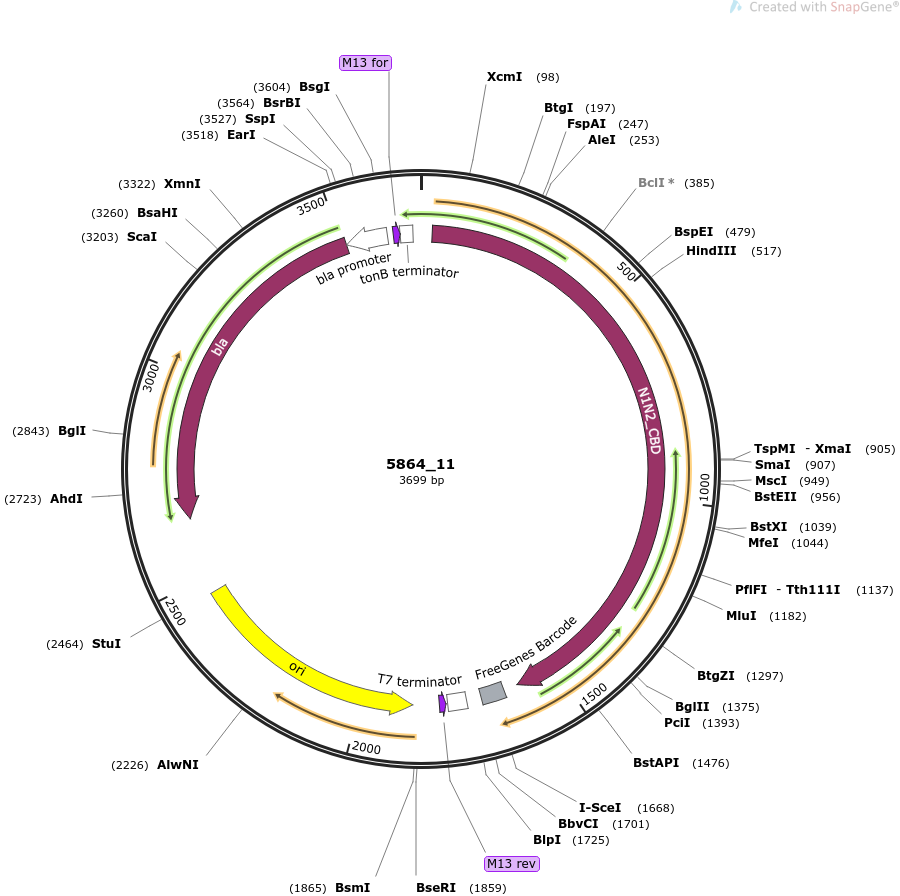 Created with SnapGene®
M13 for
(3604) BsgI
(3564) BsrBI
(3527) SspI
(3518) EarI
(3322) XmnI
(3260) BsaHI
(3203) ScaI
(2843) BglI
(2723) AhdI
(2464) StuI
(2226) AlwNI
(1865) BsmI
XcmI (98)
BtgI (197)
FspAI (247)
AleI (253)
BclI * (385)
BspEI (479)
HindIII (517)
TspMI - XmaI (905)
SmaI (907)
MscI (949)
BstEII (956)
BstXI (1039)
MfeI (1044)
PflFI - Tth111I (1137)
MluI (1182)
BtgZI (1297)
BglII (1375)
PciI (1393)
BstAPI (1476)
I-SceI (1668)
BbvCI (1701)
BlpI (1725)
M13 rev
BseRI (1859)
500
1000
1500
2000
2500
3000
3500
bla promoter
tonB terminator
bla
N1N2_CBD
5864_11
3699 bp
FreeGenes Barcode
T7 terminator
ori